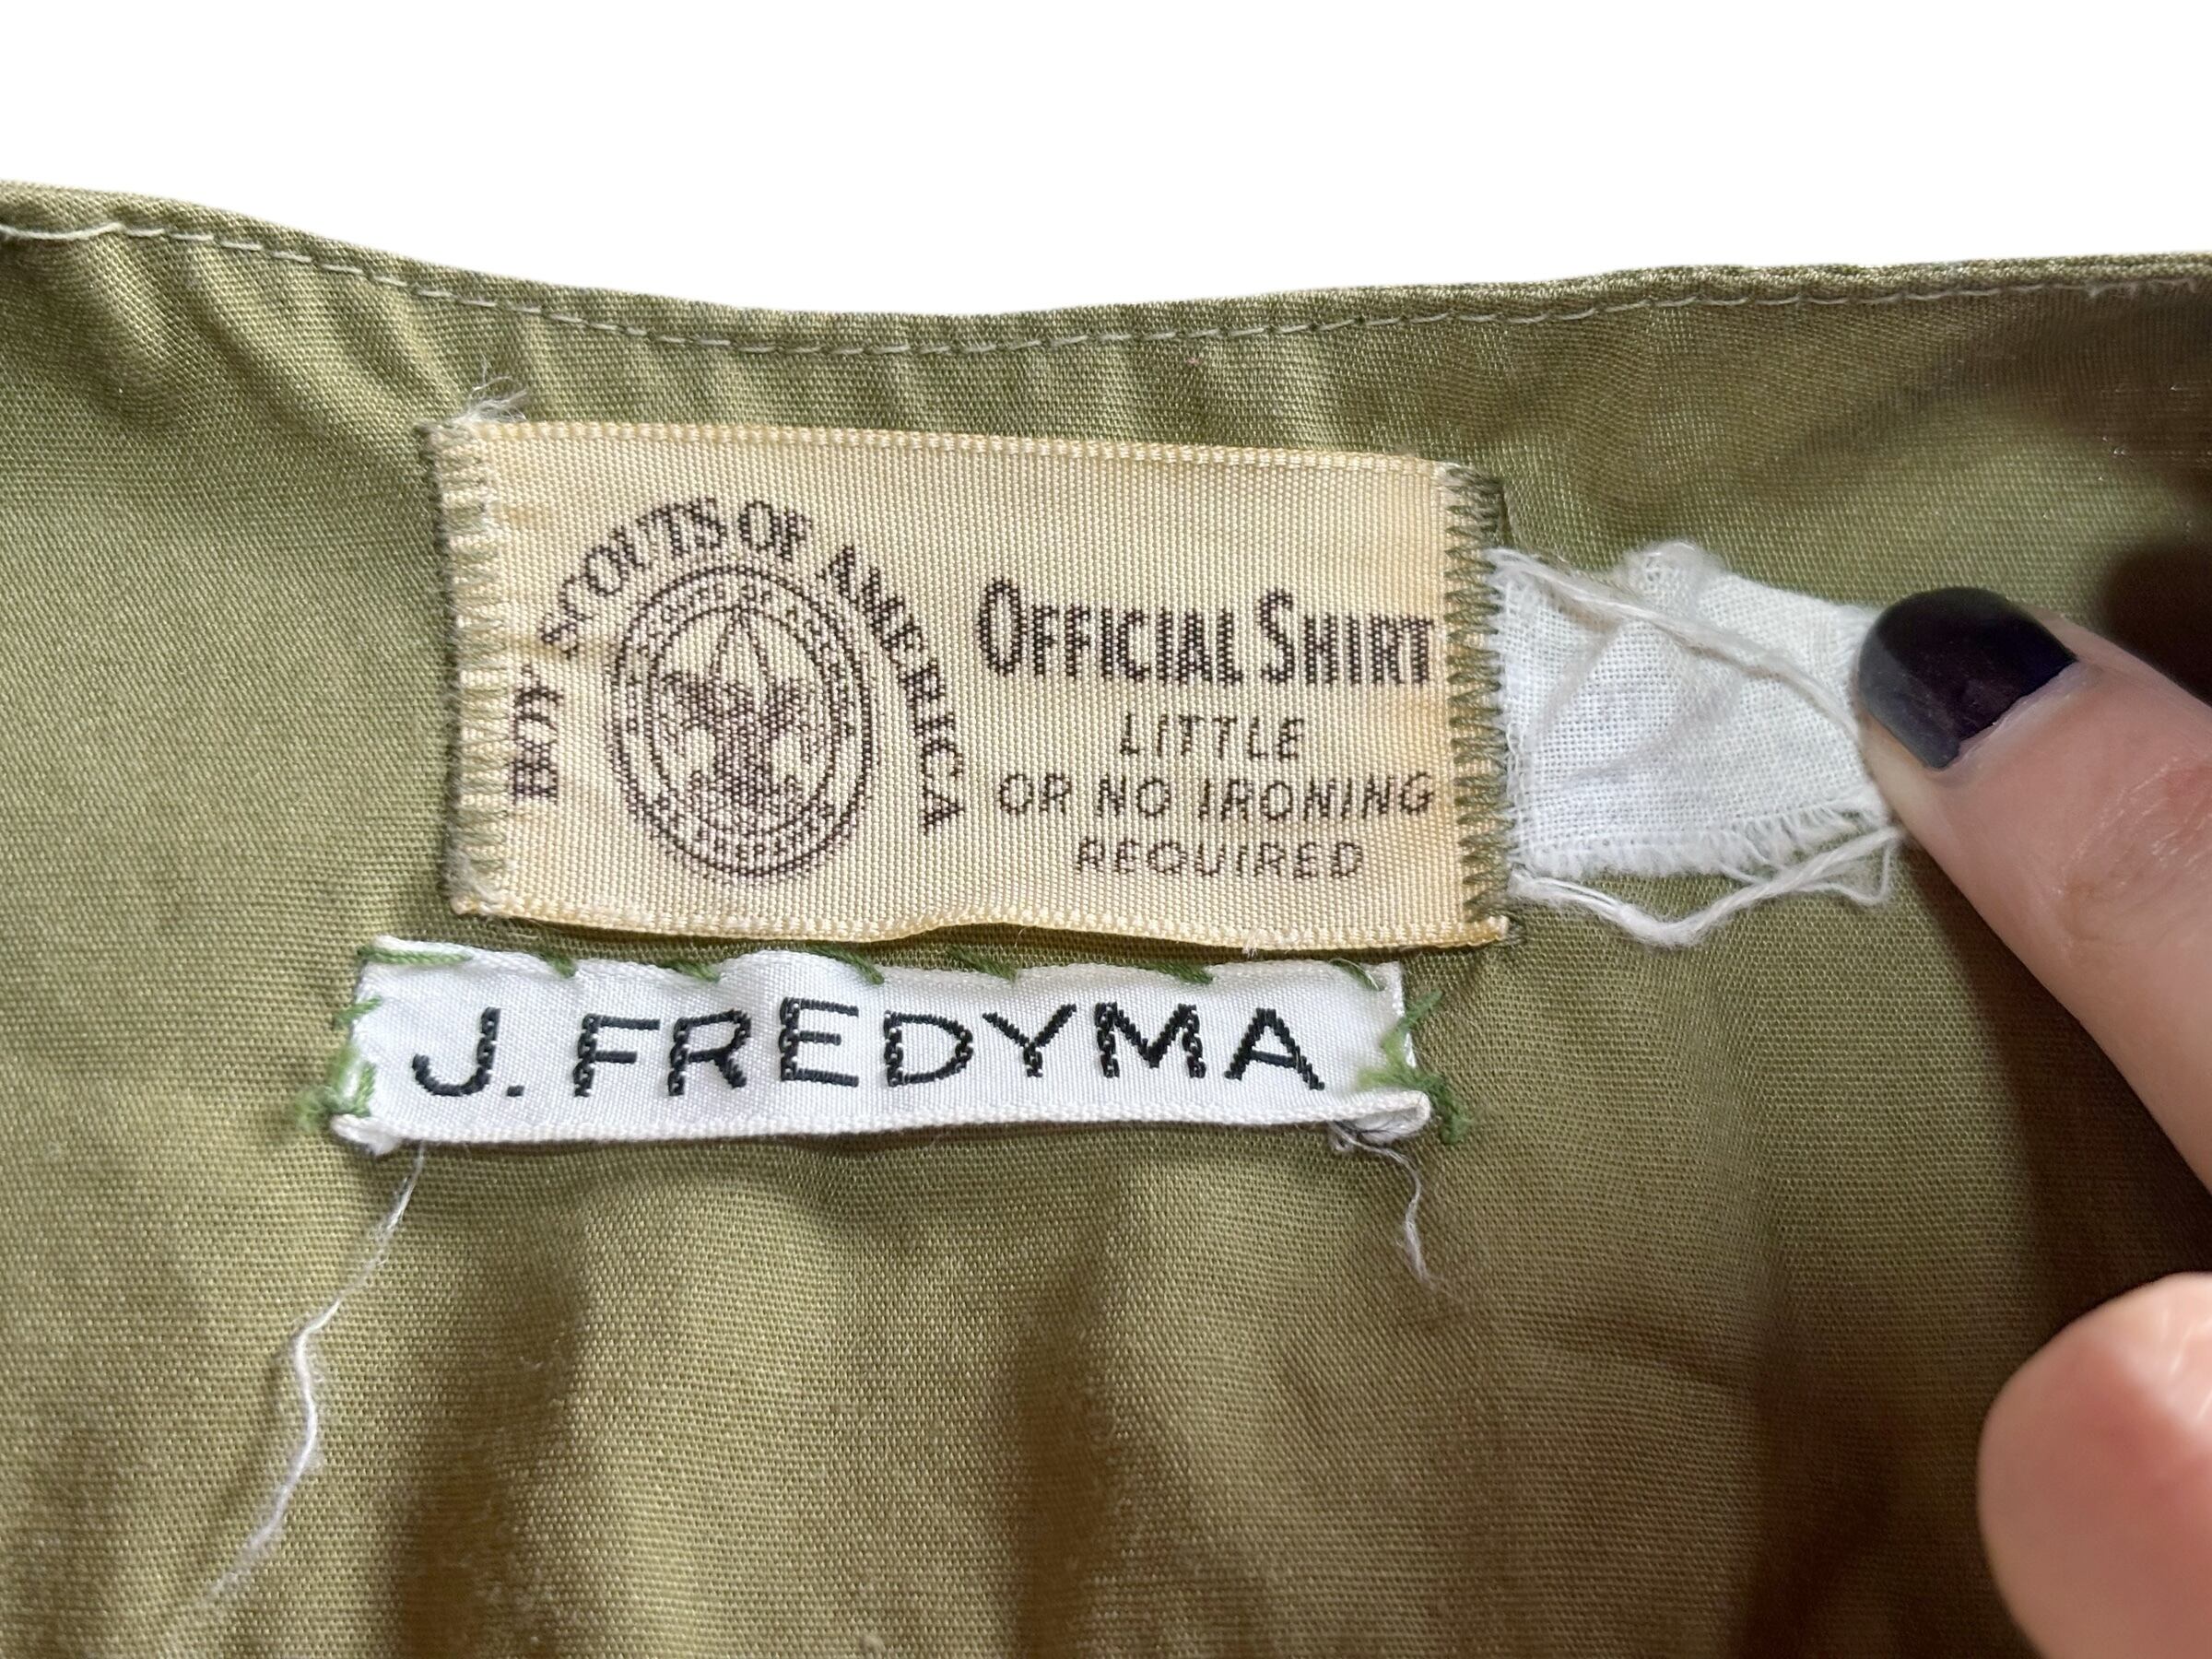 BOY SCOUTS OF AMERICA
OFFICIAL SHIRT
LITTLE
OR NO IRONING
REQUIRED
J. FREDYMA